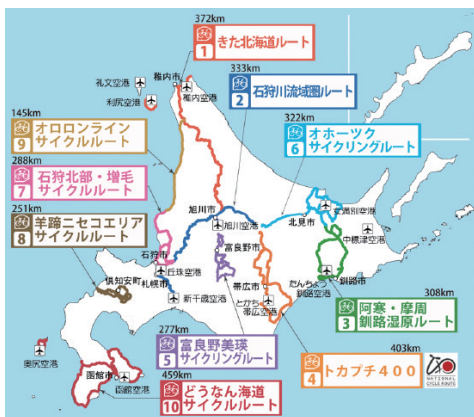 372km
1 きた北海道ルート
礼文空港
稚内市
稚内空港
利尻空港
333km
2 石狩川流域圏ルート
145km
9 オロロンライン
サイクルルート
322km
6 オホーツク
サイクリングルート
288km
7 石狩北部・増毛
サイクルルート
旭川市
旭川空港
北見市
女満別空港
251km
8 羊蹄ニセコエリア
サイクルルート
富良野市
中標津空港
石狩市
丘珠空港
倶知安町
札幌市
新千歳空港
帯広市
とかち
帯広空港
たんちょう
釧路空港
釧路市
308km
3 阿寒・摩周
釧路湿原ルート
277km
5 富良野美瑛
サイクリングルート
403km
4 トカプチ400
NATIONAL
CYCLE ROUTE
奥尻空港
函館市
函館空港
459km
10 どうなん海道
サイクルルート